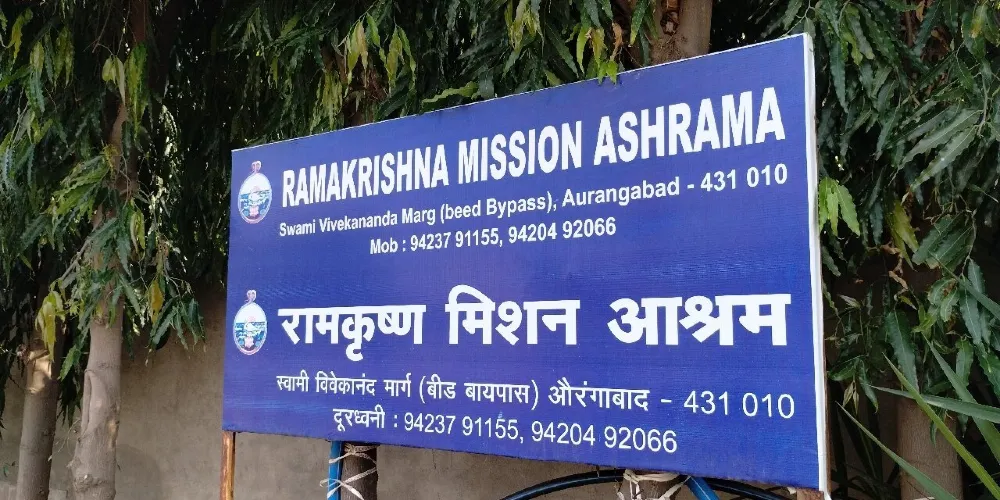 RAMAKRISHNA MISSION ASHRAMA
Swami Vivekananda Marg (beed Bypass), Aurangabad - 431 010
Mob : 94237 91155, 94204 92066
रामकृष्ण मिशन आश्रम
स्वामी विवेकानंद मार्ग (बीड बायपास) औरंगाबाद - 431 010
दूरध्वनी : 94237 91155, 94204 92066